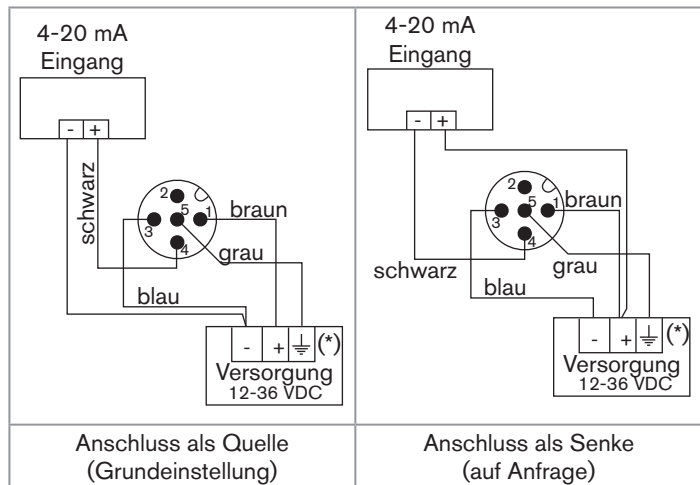 4-20 mA
Eingang
- +
schwarz
2
5
1
3
4
braun
grau
blau
- + (*)
Versorgung
12-36 VDC
Anschluss als Quelle
(Grundeinstellung)
4-20 mA
Eingang
- +
2
5
1
3
4
braun
schwarz
grau
blau
- + (*)
Versorgung
12-36 VDC
Anschluss als Senke
(auf Anfrage)